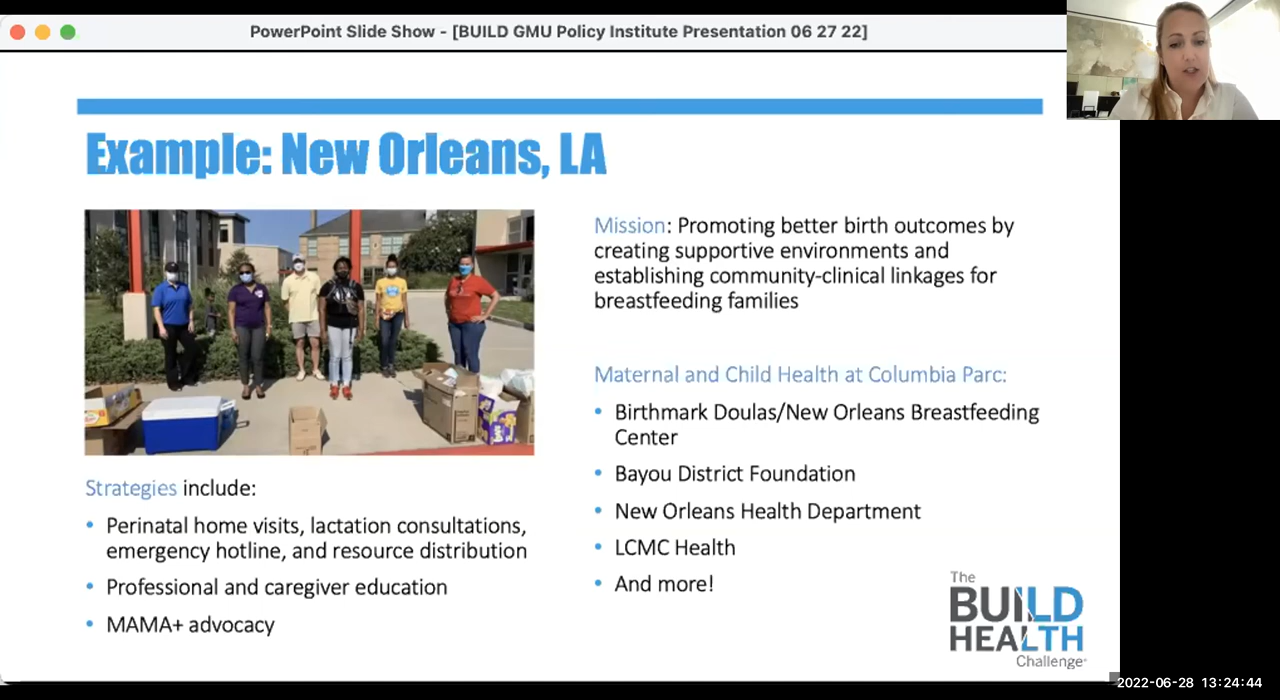 PowerPoint Slide Show - [BUILD GMU Policy Institute Presentation 06 27 22]
Example: New Orleans, LA
Strategies include:
• Perinatal home visits, lactation consultations,
emergency hotline, and resource distribution
• Professional and caregiver education
• MAMA+ advocacy
Mission: Promoting better birth outcomes by
creating supportive environments and
establishing community-clinical linkages for
breastfeeding families
Maternal and Child Health at Columbia Parc:
• Birthmark Doulas/New Orleans Breastfeeding
Center
• Bayou District Foundation
• New Orleans Health Department
• LCMC Health
• And more!
The
BUILD
HEALTH
Challenge
2022-06-28 13:24:44